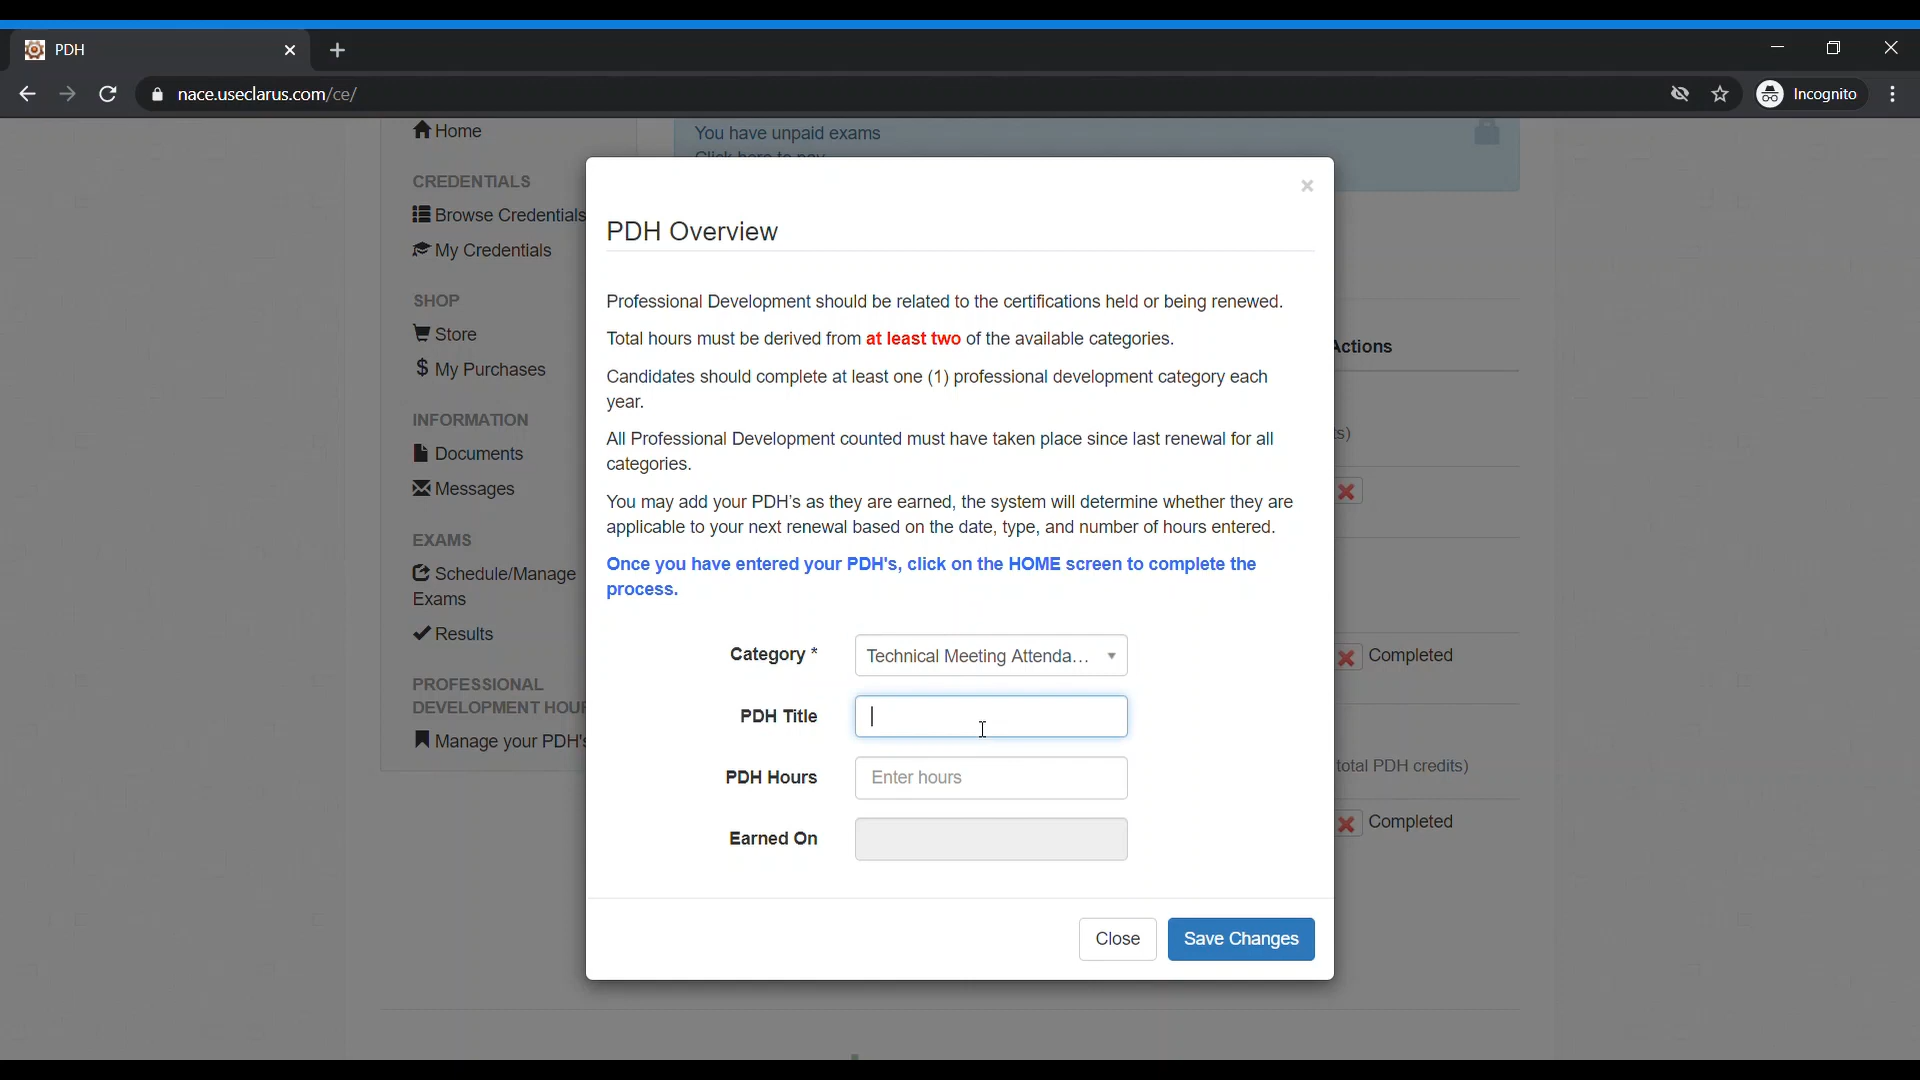 PDH
nace.useclarus.com/ce/
Incognito
Home
You have unpaid exams
CREDENTIALS
Browse Credentials
My Credentials
SHOP
Store
$ My Purchases
INFORMATION
Documents
Messages
EXAMS
Schedule/Manage
Exams
Results
PROFESSIONAL
DEVELOPMENT HOU
Manage your PDH's
×
PDH Overview
Professional Development should be related to the certifications held or being renewed.
Total hours must be derived from at least two of the available categories.
Candidates should complete at least one (1) professional development category each
year.
All Professional Development counted must have taken place since last renewal for all
categories.
You may add your PDH's as they are earned, the system will determine whether they are
applicable to your next renewal based on the date, type, and number of hours entered.
Once you have entered your PDH's, click on the HOME screen to complete the
process.
Category * Technical Meeting Attenda...
PDH Title
PDH Hours Enter hours
Earned On
Close Save Changes
Actions
s)
Completed
total PDH credits)
Completed